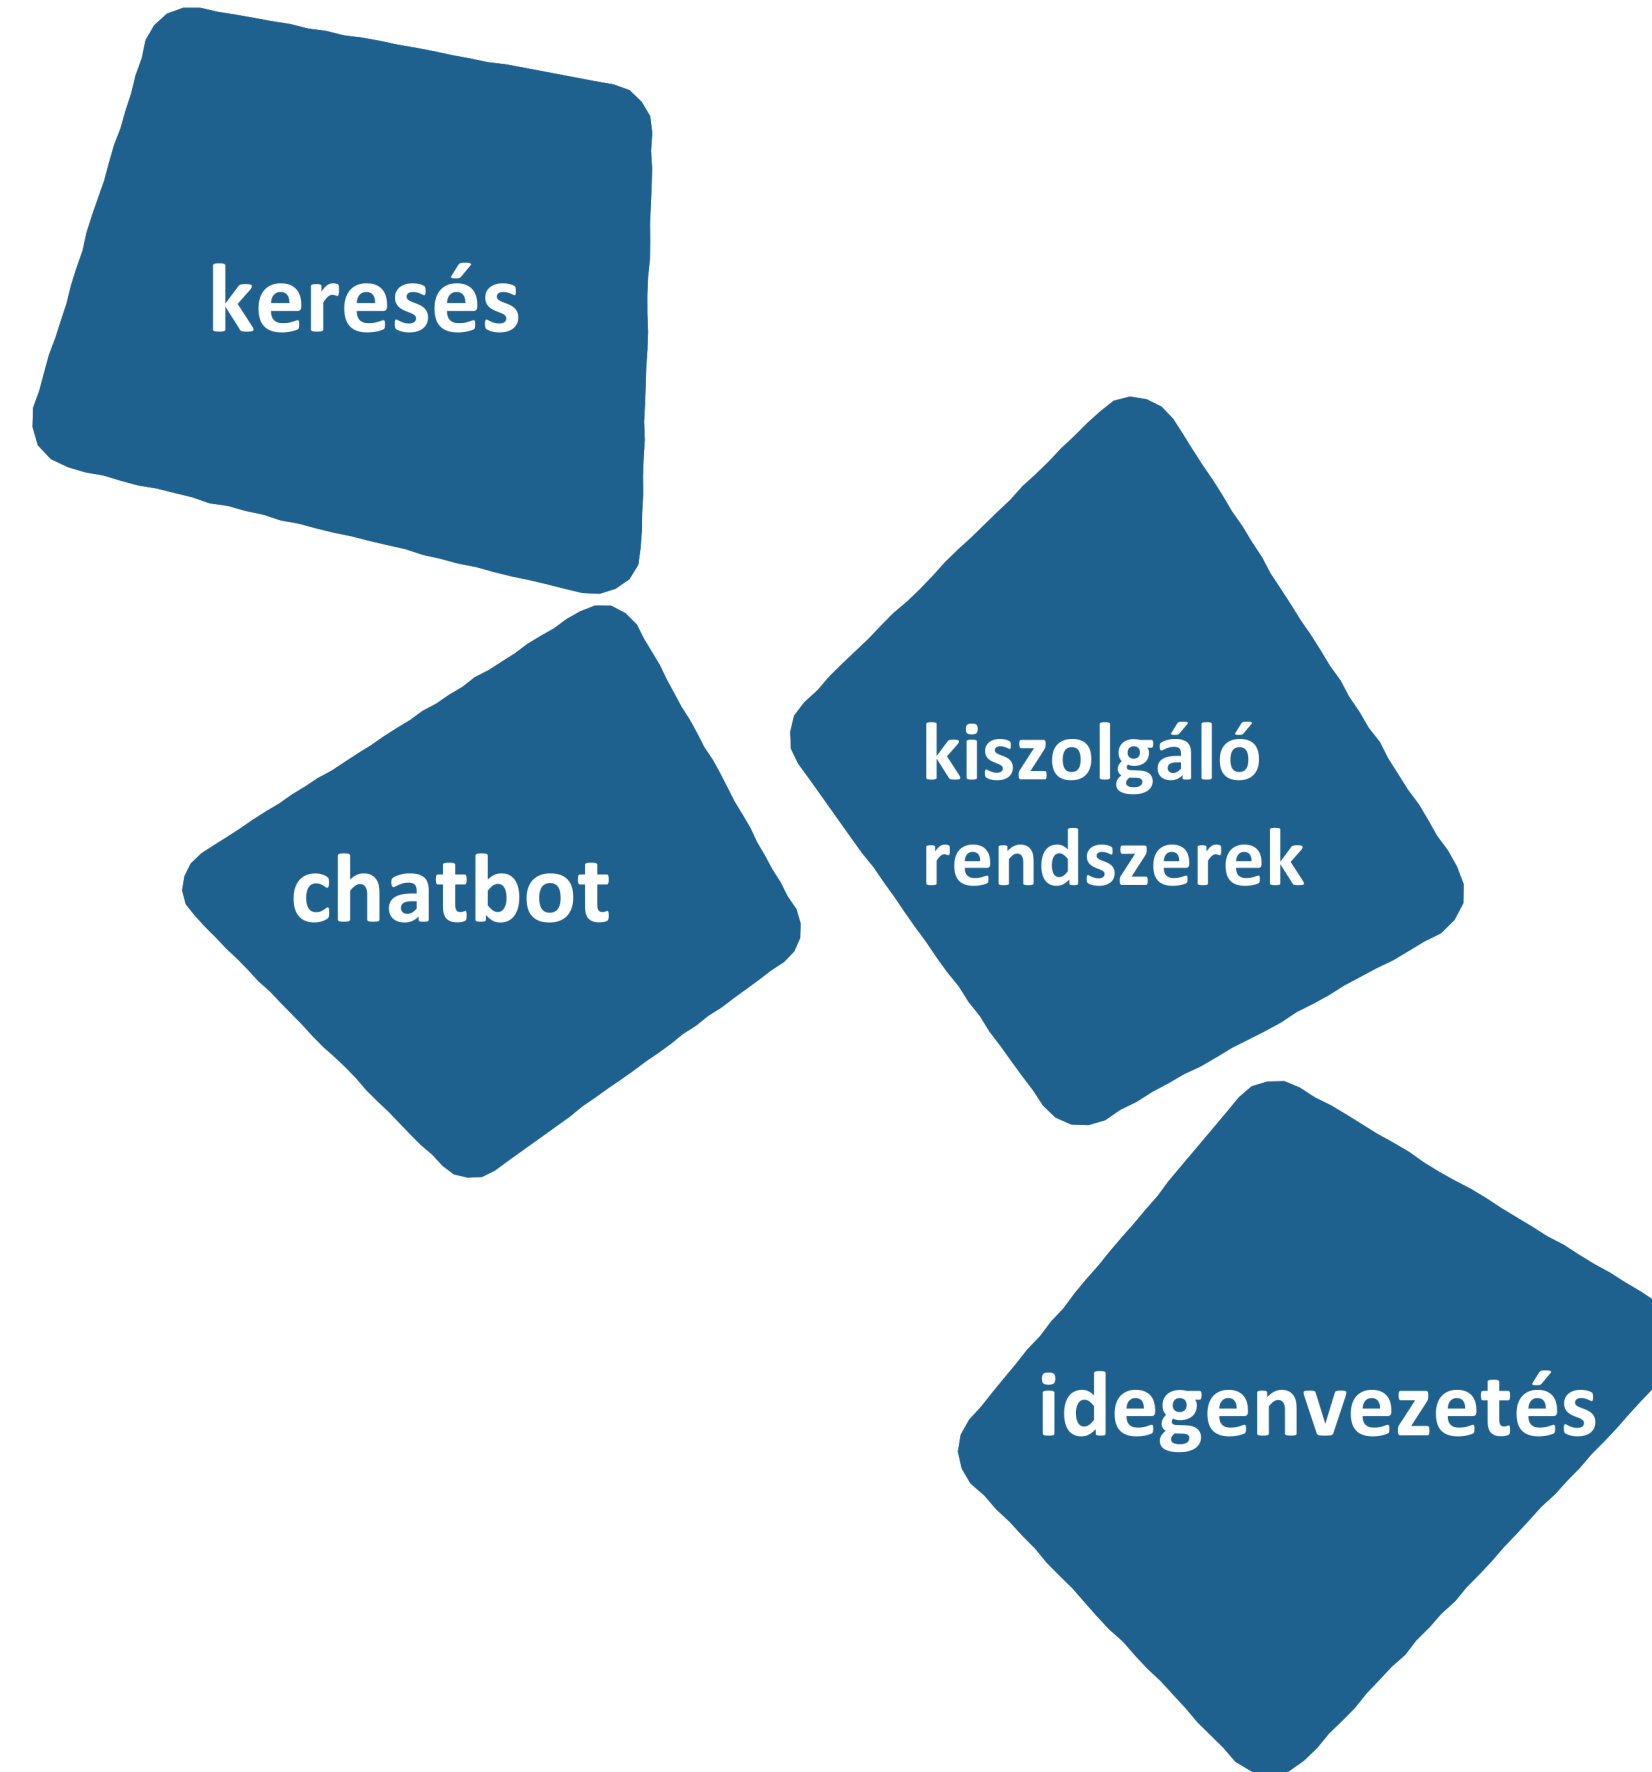 keresés
chatbot
kiszolgáló
rendszerek
idegenvezetés